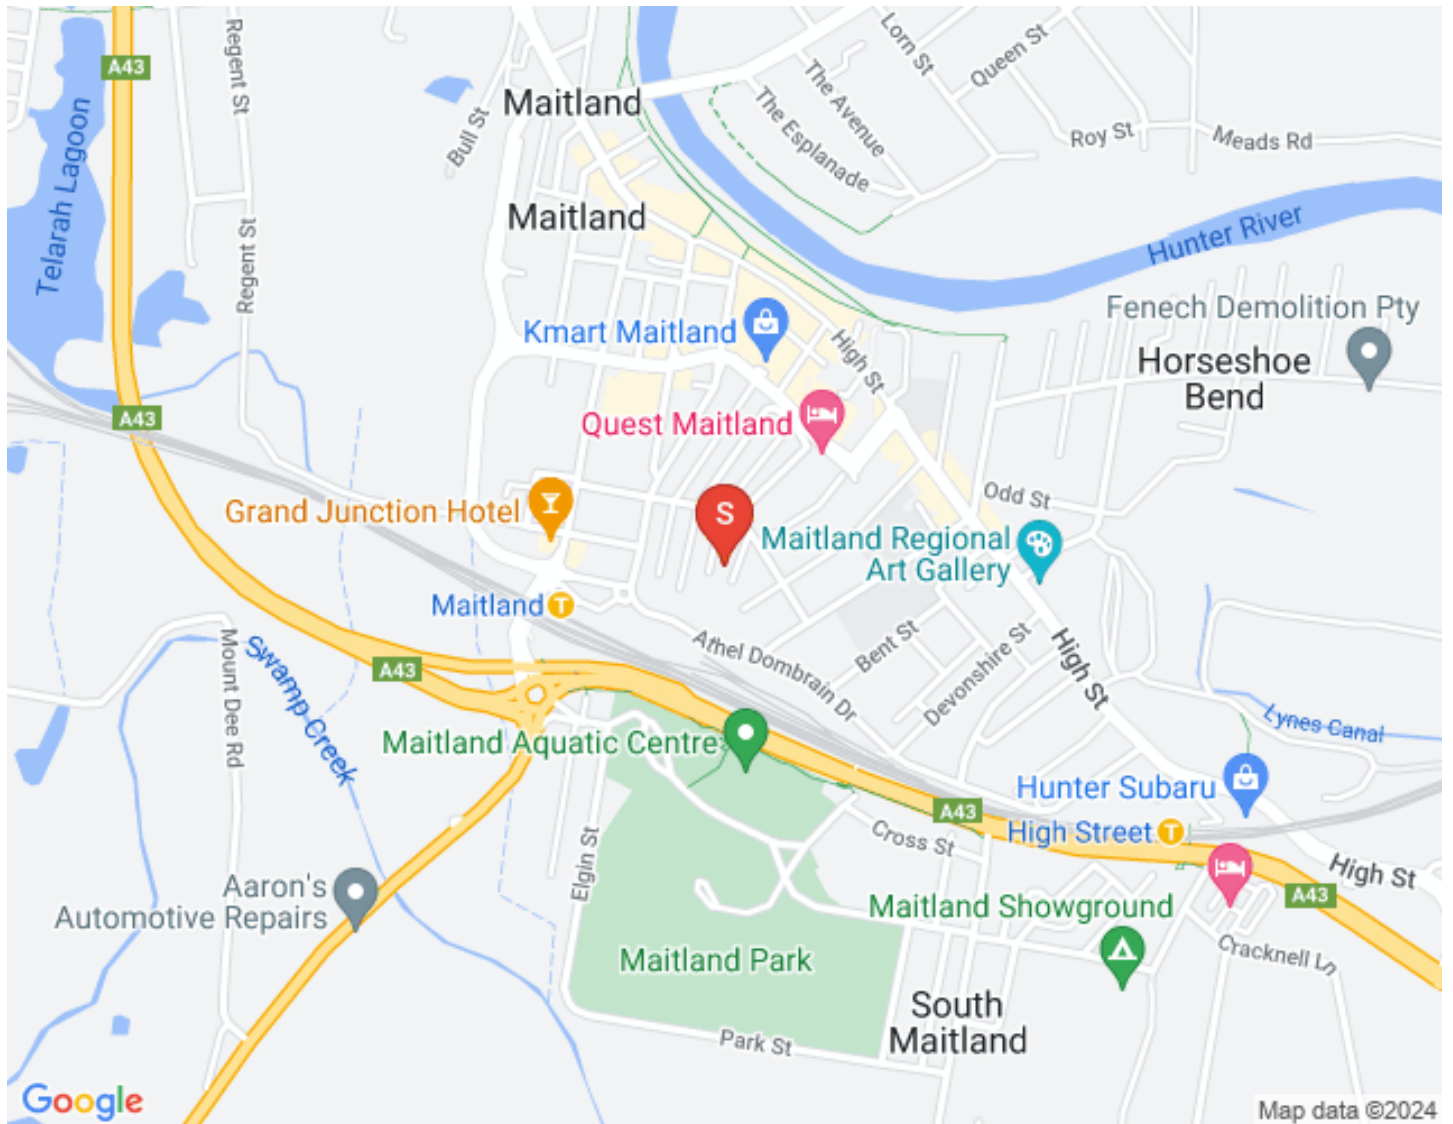 A43
Regent St
Telarah Lagoon
Bull St
Maitland
Lorn St
Queen St
The Avenue
The Esplanade
Roy St
Meads Rd
Maitland
Regent St
Hunter River
Kmart Maitland
High St
Fenech Demolition Pty
Horseshoe
Bend
A43
Quest Maitland
Grand Junction Hotel
S
Odd St
Maitland Regional
Art Gallery
Maitland
T
Mount Dee Rd
Swamp Creek
A43
Athel Dombrain Dr
Bent St
Devonshire St
High St
Lynes Canal
Maitland Aquatic Centre
Hunter Subaru
A43
High Street
T
Elgin St
Cross St
High St
A43
Aaron's
Automotive Repairs
Maitland Showground
Maitland Park
Cracknell Ln
South
Maitland
Park St
Google
Map data ©2024